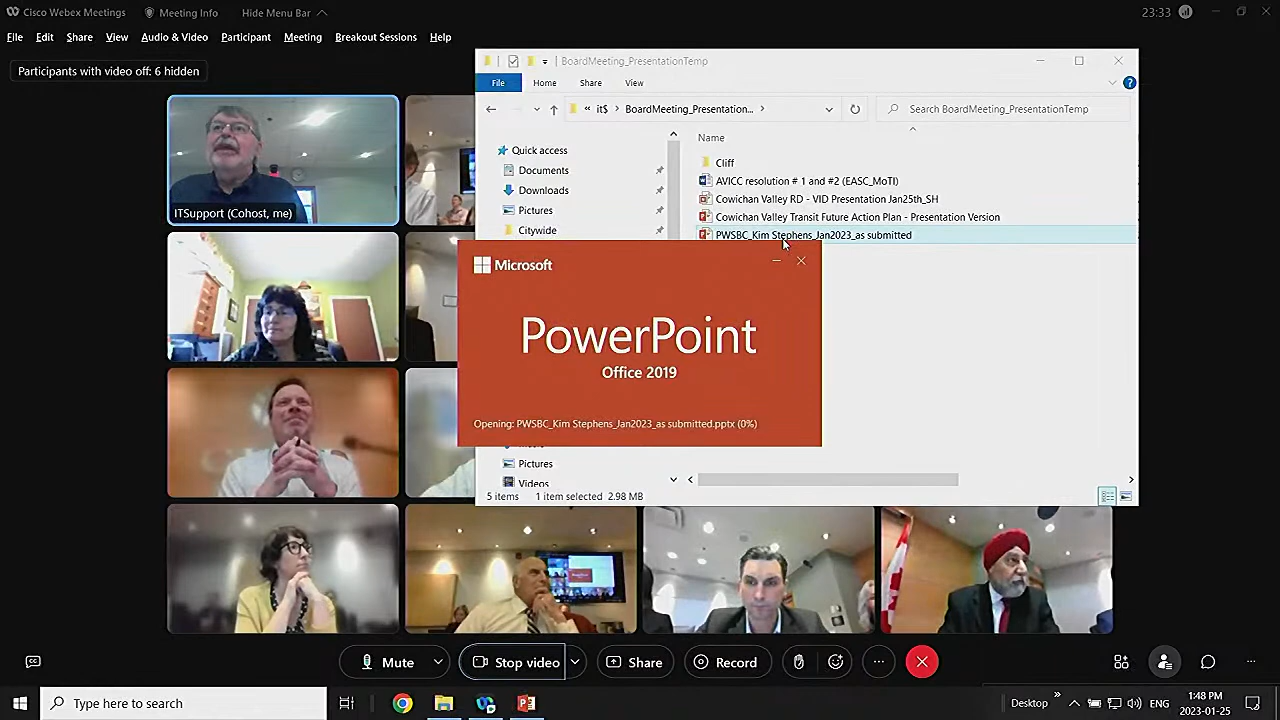 Cisco Webex Meetings
Meeting Info
Hide Menu Bar
23:33
File Edit Share View Audio & Video Participant Meeting Breakout Sessions Help
Participants with video off: 6 hidden
BoardMeeting_PresentationTemp
File Home Share View
« it$ > BoardMeeting_Presentation... >
Search BoardMeeting_PresentationTemp
Name
Quick access
Documents
Downloads
Pictures
Citywide
Cliff
AVICC resolution # 1 and #2 (EASC_MoTI)
Cowichan Valley RD - VID Presentation Jan25th_SH
Cowichan Valley Transit Future Action Plan - Presentation Version
PWSBC_Kim Stephens_Jan2023_as submitted
ITSupport (Cohost, me)
Microsoft
PowerPoint
Office 2019
Opening: PWSBC_Kim Stephens_Jan2023_as submitted.pptx (0%)
Pictures
Videos
5 items 1 item selected 2.98 MB
Mute
Stop video
Share
Record
Type here to search
Desktop
ENG
1:48 PM
2023-01-25